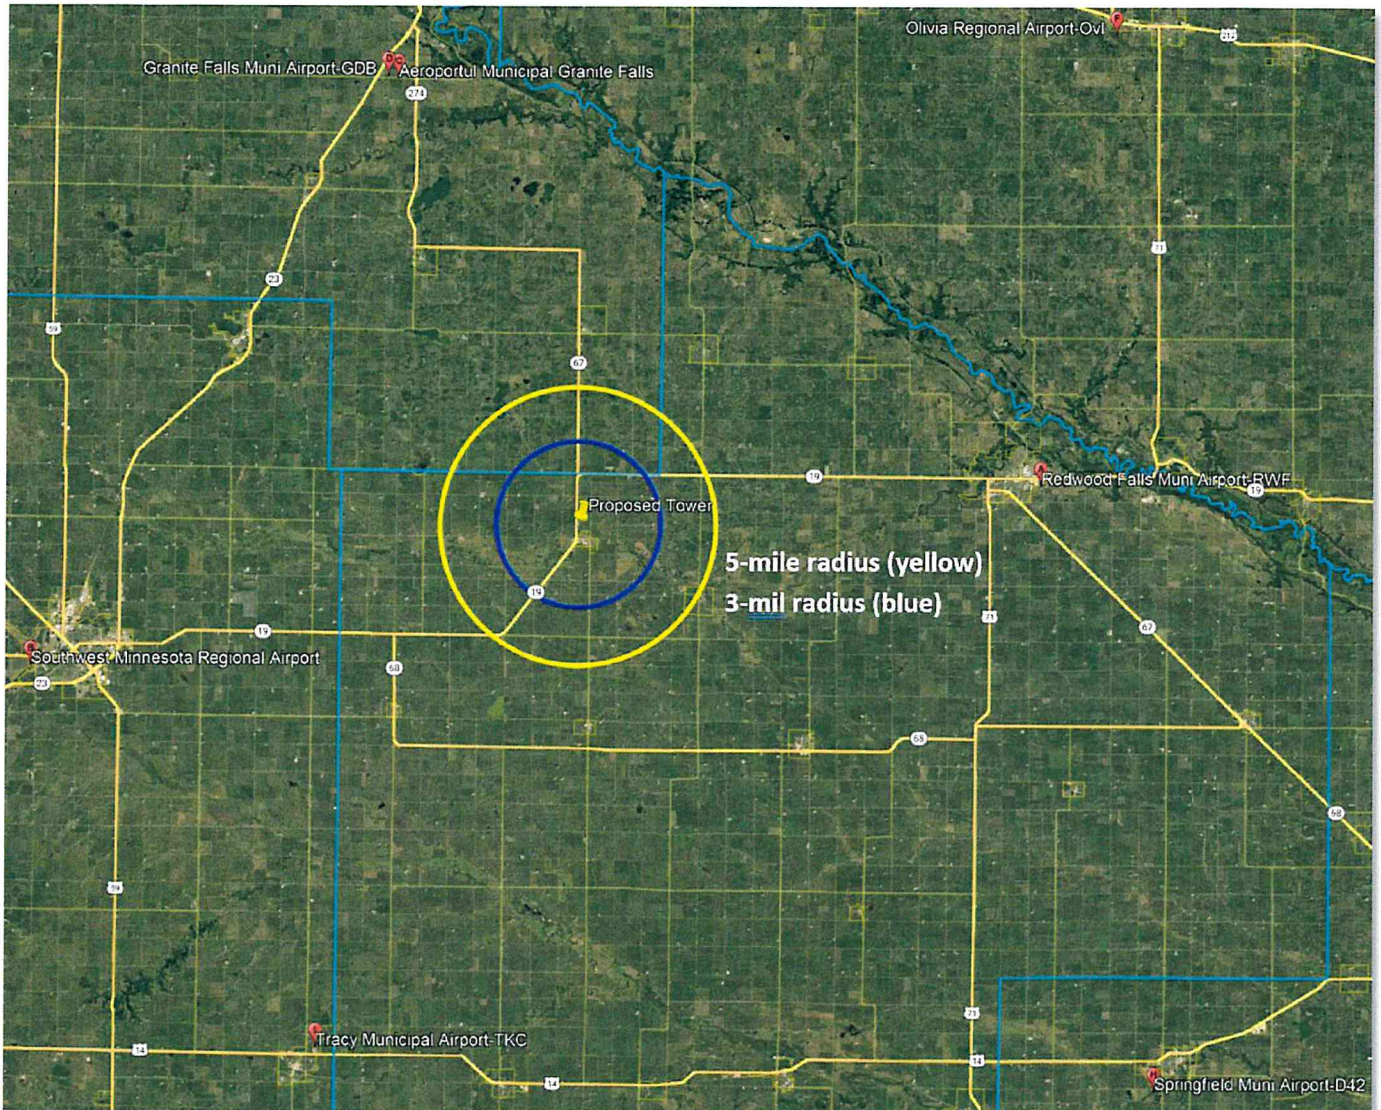 Olivia Regional Airport-OvI
212
Granite Falls Muni Airport-GDB
D
Aeroportul Municipal Granite Falls
274
71
23
59
67
19
A
Redwood Falls Muni Airport-RWF
19
Proposed Tower
5-mile radius (yellow)
3-mil radius (blue)
19
71
67
19
Southwest Minnesota Regional Airport
68
23
68
68
59
71
Tracy Municipal Airport-TKC
14
14
14
H
Springfield Muni Airport-D42